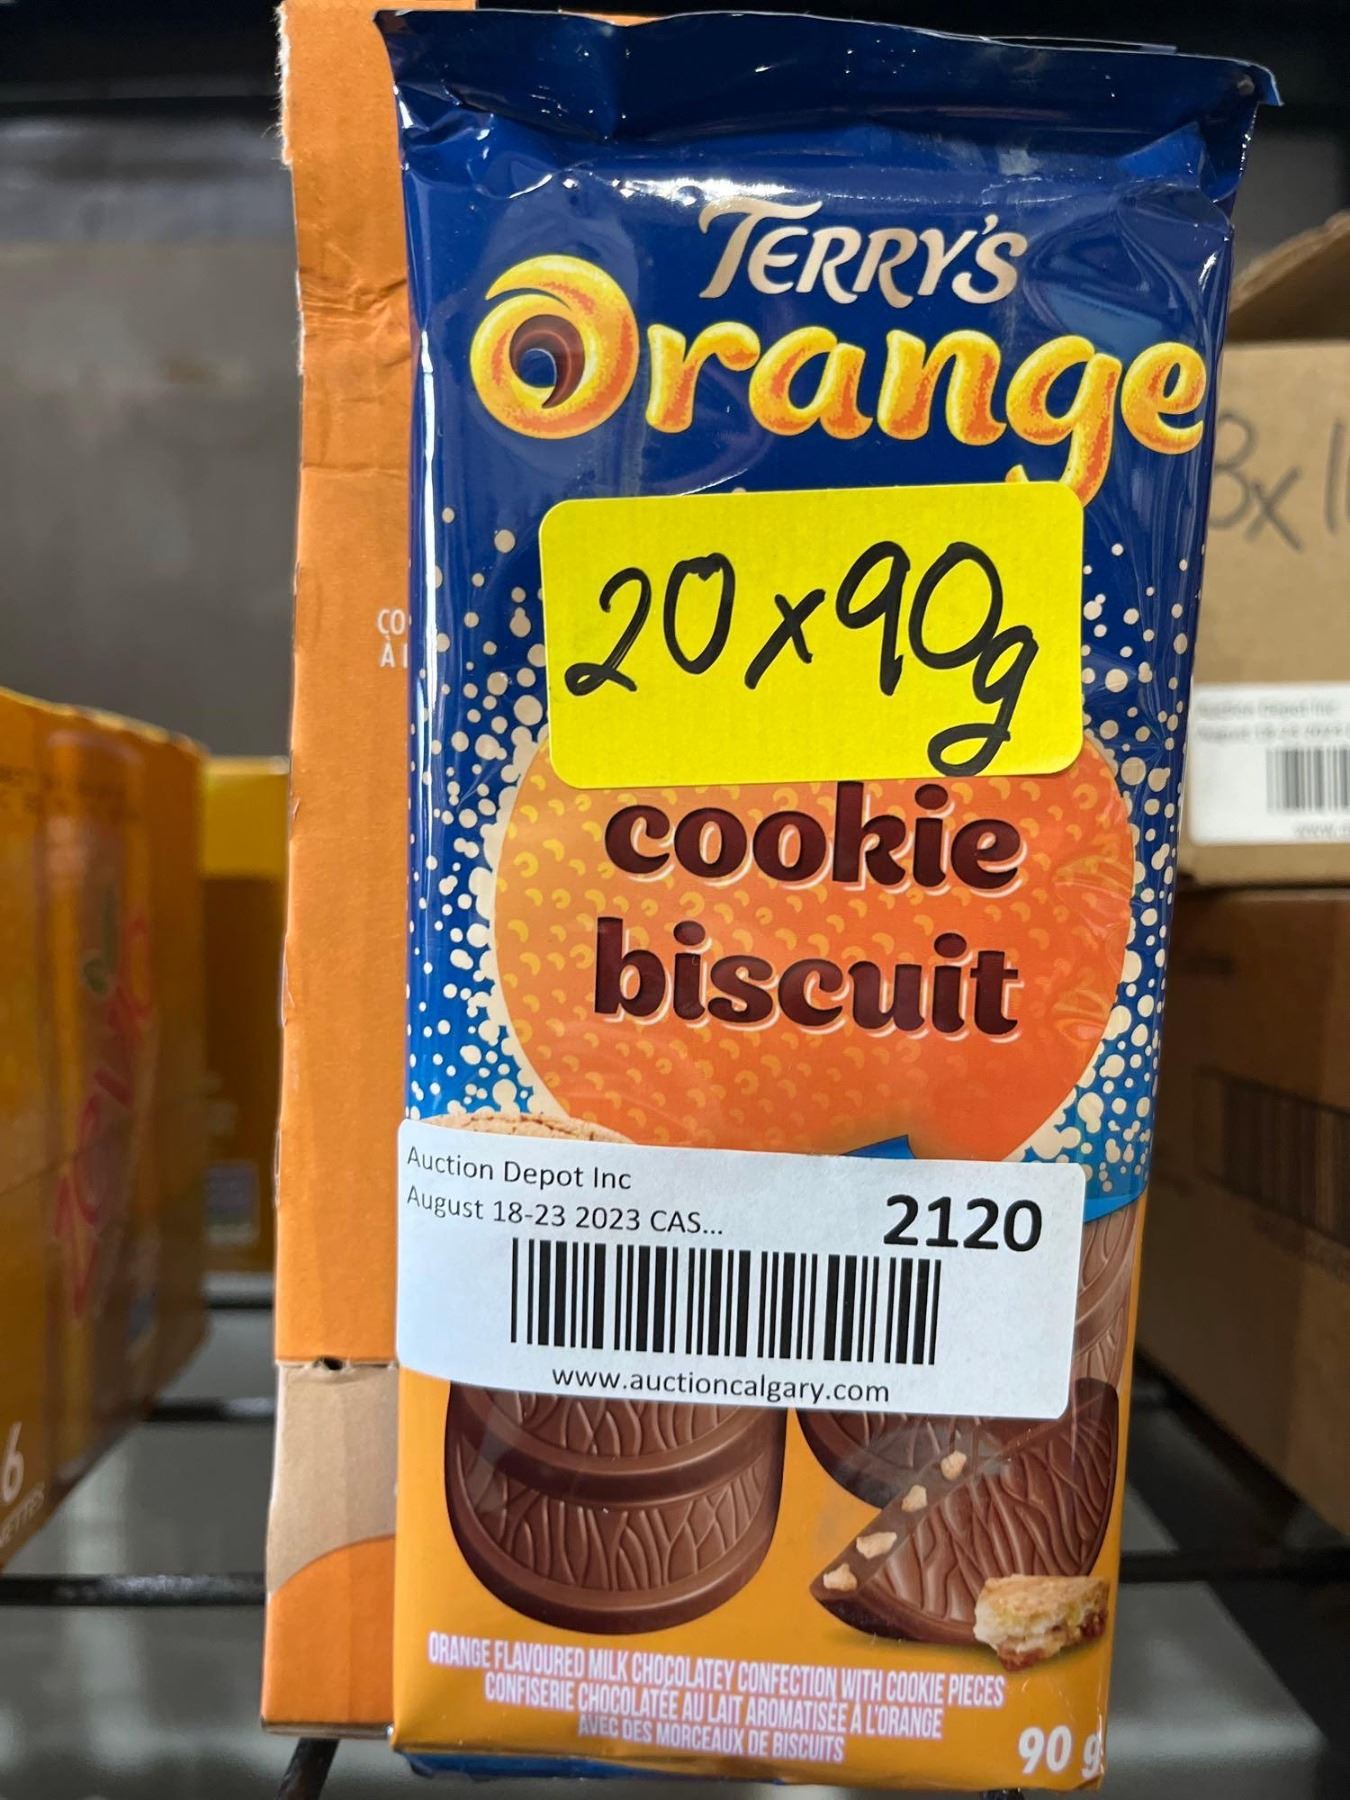 TERRY'S
Orange
20x90g
cookie
biscuit
Auction Depot Inc
August 18-23 2023 CAS...
2120
www.auctioncalgary.com
ORANGE FLAVOURED MILK CHOCOLATEY CONFECTION WITH COOKIE PIECES
CONFISERIE CHOCOLATÉE AU LAIT AROMATISÉE À L'ORANGE
AVEC DES MORCEAUX DE BISCUITS
90 g
6